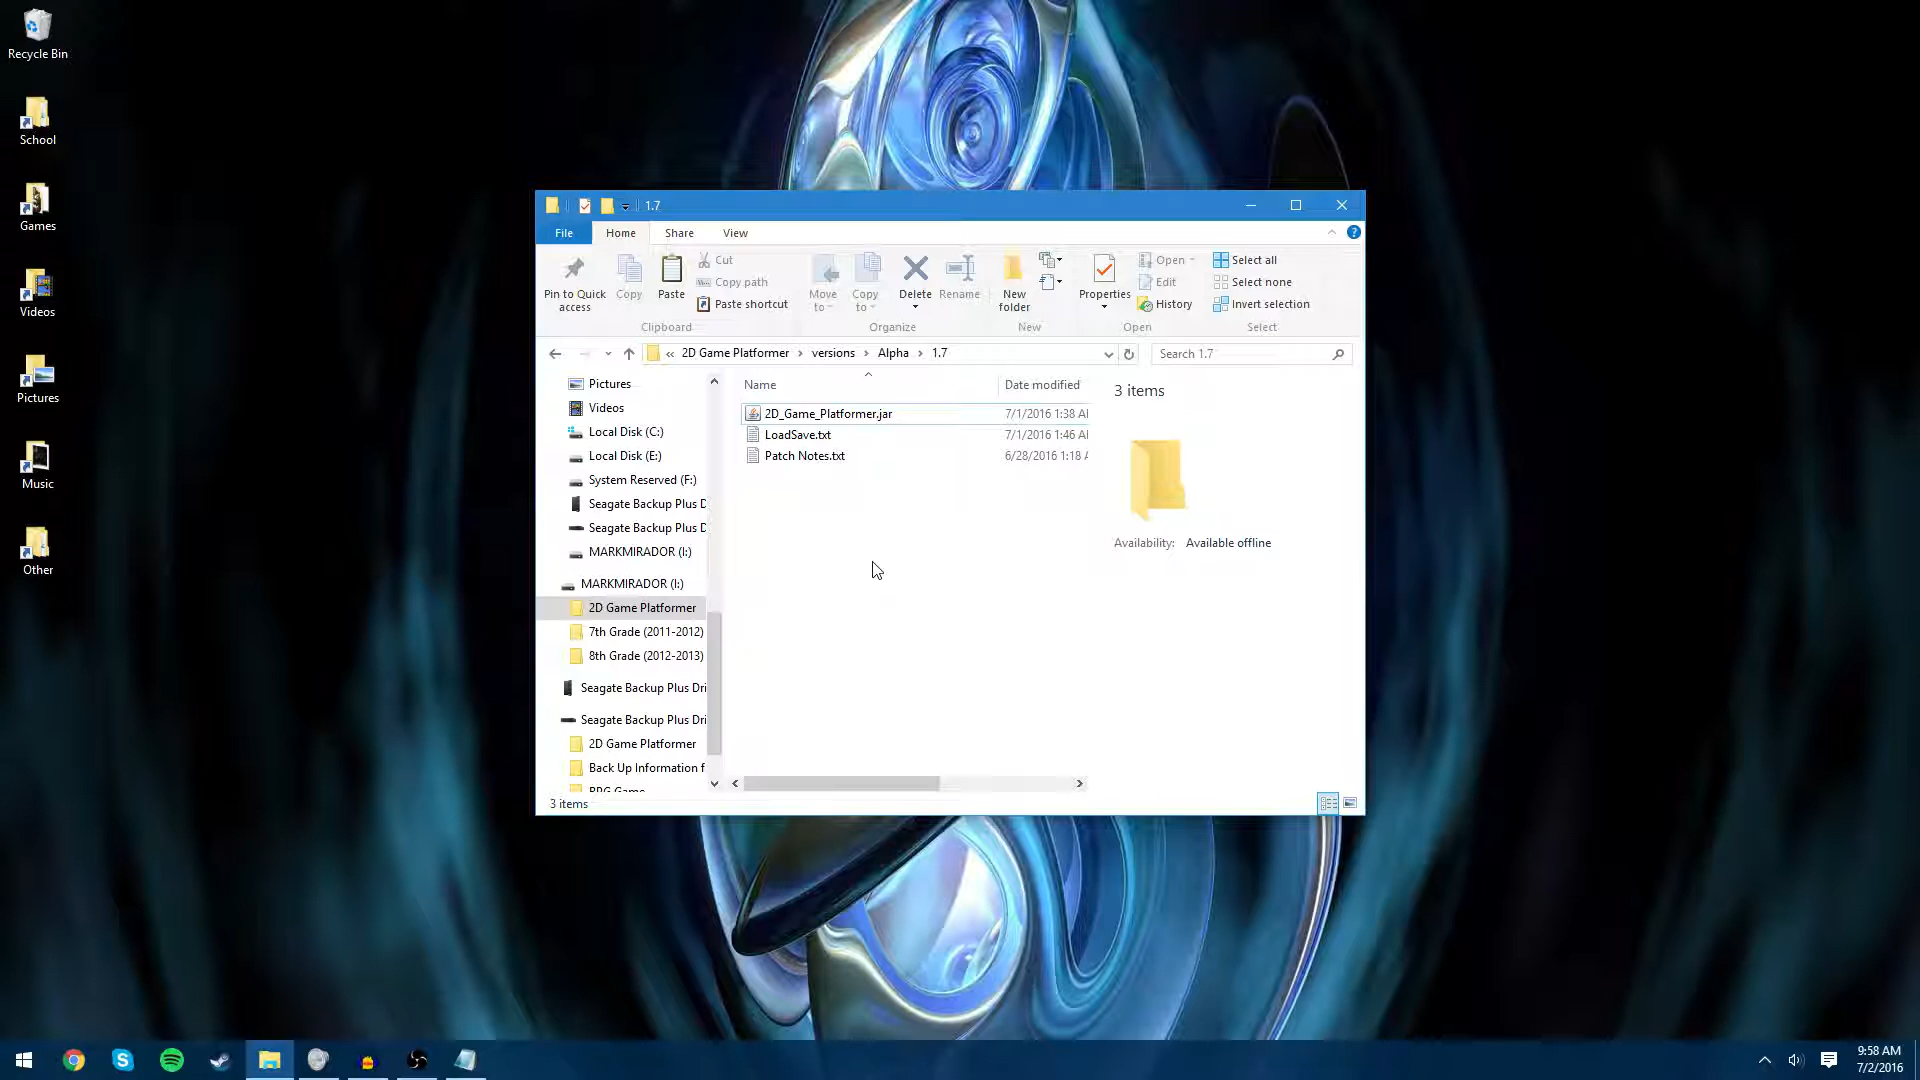 Recycle Bin
School
Games
Videos
Pictures
Music
Other
1.7
File Home Share View
Pin to Quick access
Copy
Paste
Cut
Copy path
Paste shortcut
Clipboard
Move to
Copy to
Delete
Rename
Organize
New folder
New
Properties
Open
Edit
History
Open
Select all
Select none
Invert selection
Select
« 2D Game Platformer › versions › Alpha › 1.7
Search 1.7
Pictures
Videos
Local Disk (C:)
Local Disk (E:)
System Reserved (F:)
Seagate Backup Plus D
Seagate Backup Plus D
MARKMIRADOR (I:)
MARKMIRADOR (I:)
2D Game Platformer
7th Grade (2011-2012)
8th Grade (2012-2013)
Seagate Backup Plus Dri
Seagate Backup Plus Dri
2D Game Platformer
Back Up Information f
Name Date modified
2D_Game_Platformer.jar 7/1/2016 1:38 A
LoadSave.txt 7/1/2016 1:46 A
Patch Notes.txt 6/28/2016 1:18
3 items
Availability: Available offline
3 items
9:58 AM
7/2/2016